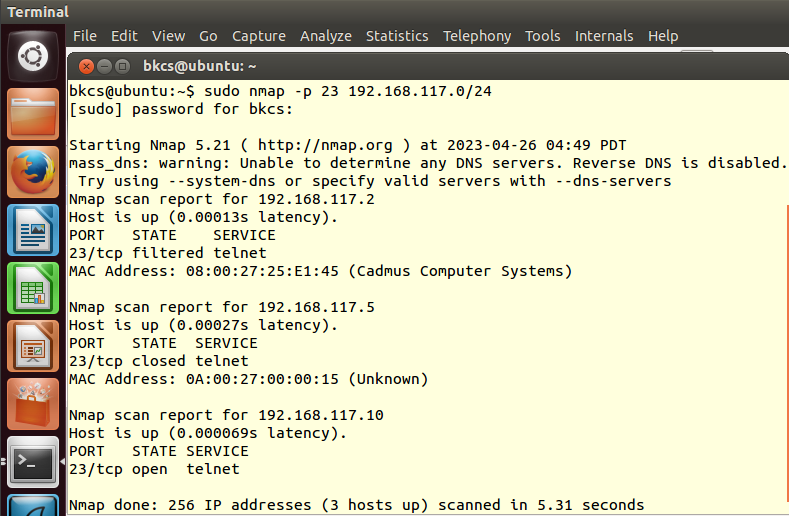 Terminal
File Edit View Go Capture Analyze Statistics Telephony Tools Internals Help
bkcs@ubuntu: ~
bkcs@ubuntu:~$ sudo nmap -p 23 192.168.117.0/24
[sudo] password for bkcs:
Starting Nmap 5.21 ( http://nmap.org ) at 2023-04-26 04:49 PDT
mass_dns: warning: Unable to determine any DNS servers. Reverse DNS is disabled.
 Try using --system-dns or specify valid servers with --dns-servers
Nmap scan report for 192.168.117.2
Host is up (0.00013s latency).
PORT   STATE    SERVICE
23/tcp filtered telnet
MAC Address: 08:00:27:25:E1:45 (Cadmus Computer Systems)
Nmap scan report for 192.168.117.5
Host is up (0.00027s latency).
PORT   STATE  SERVICE
23/tcp closed telnet
MAC Address: 0A:00:27:00:00:15 (Unknown)
Nmap scan report for 192.168.117.10
Host is up (0.000069s latency).
PORT   STATE SERVICE
23/tcp open  telnet
Nmap done: 256 IP addresses (3 hosts up) scanned in 5.31 seconds